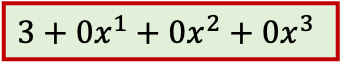 3 + 0x¹ + 0x² + 0x³